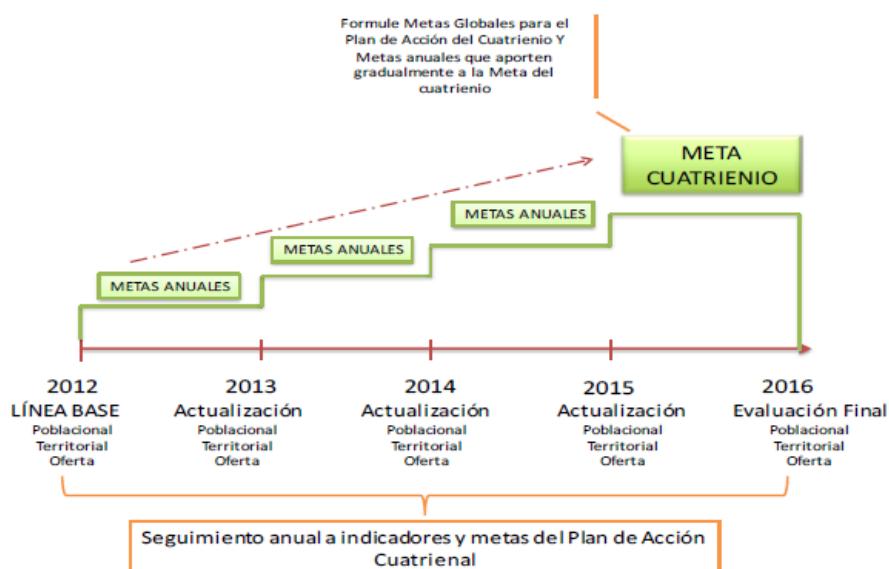 Formule Metas Globales para el
Plan de Acción del Cuatrienio Y
Metas anuales que aporten
gradualmente a la Meta del
cuatrienio
META
CUATRIENIO
METAS ANUALES
METAS ANUALES
METAS ANUALES
2012
LÍNEA BASE
Poblacional
Territorial
Oferta
2013
Actualización
Poblacional
Territorial
Oferta
2014
Actualización
Poblacional
Territorial
Oferta
2015
Actualización
Poblacional
Territorial
Oferta
2016
Evaluación Final
Poblacional
Territorial
Oferta
Seguimiento anual a indicadores y metas del Plan de Acción
Cuatrienal